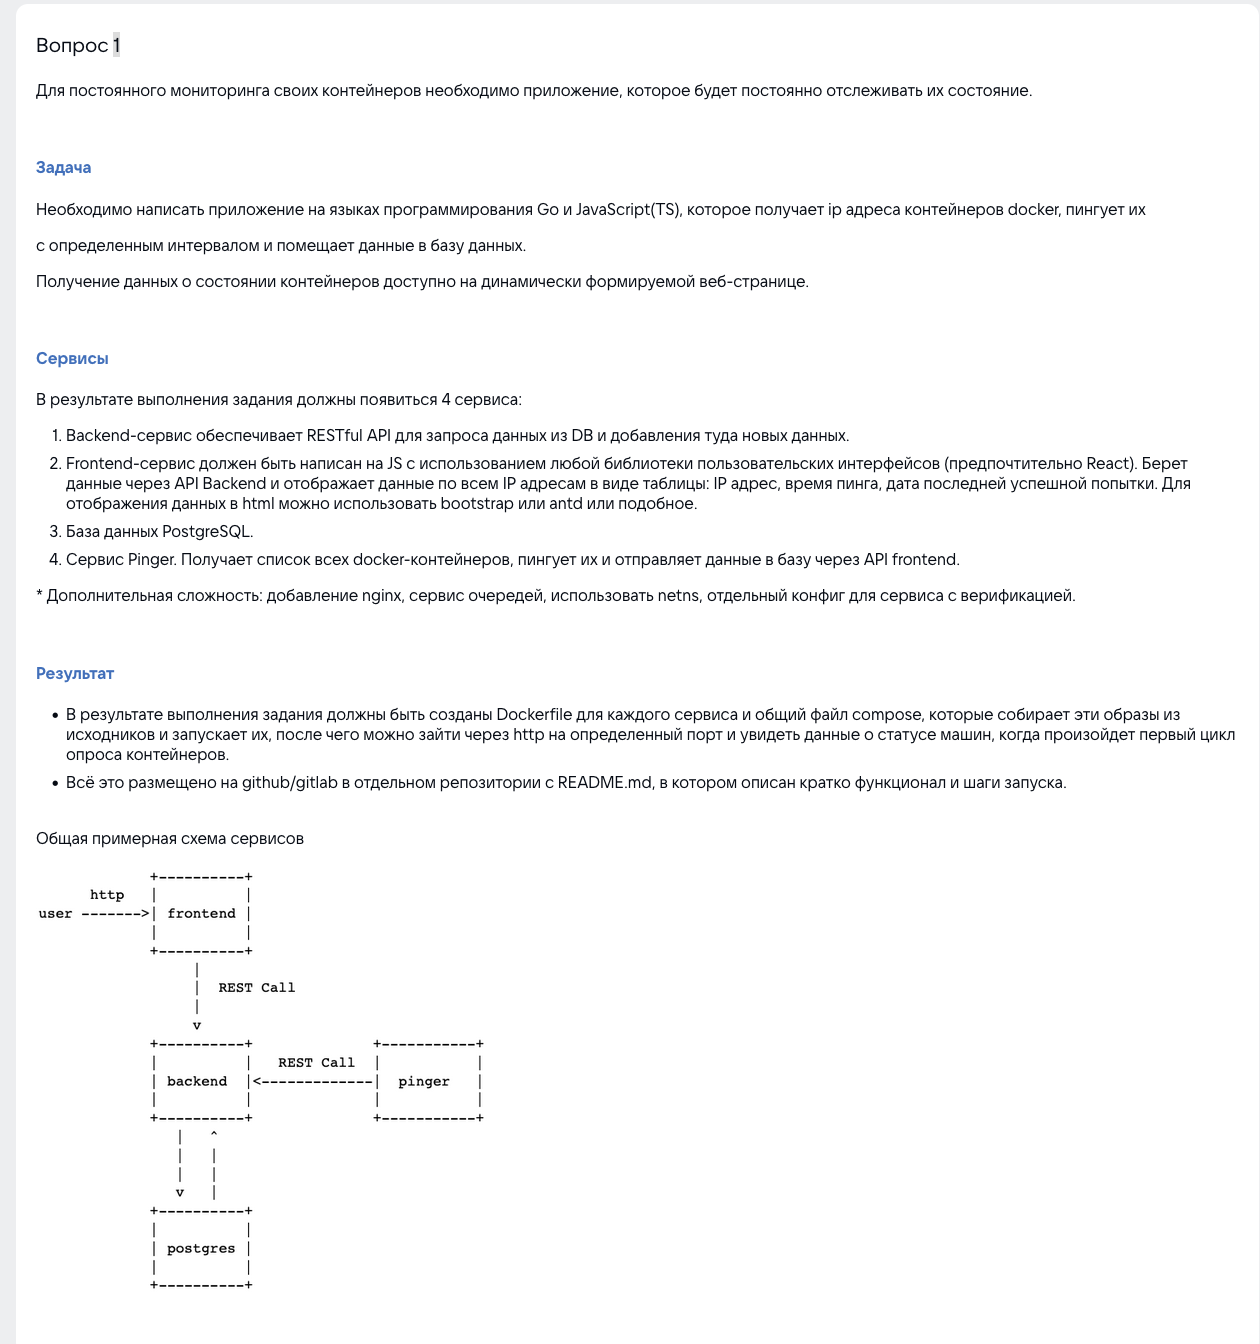 Вопрос 1
Для постоянного мониторинга своих контейнеров необходимо приложение, которое будет постоянно отслеживать их состояние.
Задача
Необходимо написать приложение на языках программирования Go и JavaScript(TS), которое получает ip адреса контейнеров docker, пингует их
с определенным интервалом и помещает данные в базу данных.
Получение данных о состоянии контейнеров доступно на динамически формируемой веб-странице.
Сервисы
В результате выполнения задания должны появиться 4 сервиса:
1. Backend-сервис обеспечивает RESTful API для запроса данных из DB и добавления туда новых данных.
2. Frontend-сервис должен быть написан на JS с использованием любой библиотеки пользовательских интерфейсов (предпочтительно React). Берет
данные через API Backend и отображает данные по всем IP адресам в виде таблицы: IP адрес, время пинга, дата последней успешной попытки. Для
отображения данных в html можно использовать bootstrap или antd или подобное.
3. База данных PostgreSQL.
4. Сервис Pinger. Получает список всех docker-контейнеров, пингует их и отправляет данные в базу через API frontend.
* Дополнительная сложность: добавление nginx, сервис очередей, использовать netns, отдельный конфиг для сервиса с верификацией.
Результат
• В результате выполнения задания должны быть созданы Dockerfile для каждого сервиса и общий файл compose, которые собирает эти образы из
исходников и запускает их, после чего можно зайти через http на определенный порт и увидеть данные о статусе машин, когда произойдет первый цикл
опроса контейнеров.
• Всё это размещено на github/gitlab в отдельном репозитории с README.md, в котором описан кратко функционал и шаги запуска.
Общая примерная схема сервисов
             +----------+
      http   |          |
user ------->| frontend |
             |          |
             +----------+
                  |
                  |  REST Call
                  |
                  v
             +----------+              +-----------+
             |          |   REST Call  |           |
             | backend  |<-------------|  pinger   |
             |          |              |           |
             +----------+              +-----------+
                |   ^
                |   |
                |   |
                v   |
             +----------+
             |          |
             | postgres |
             |          |
             +----------+